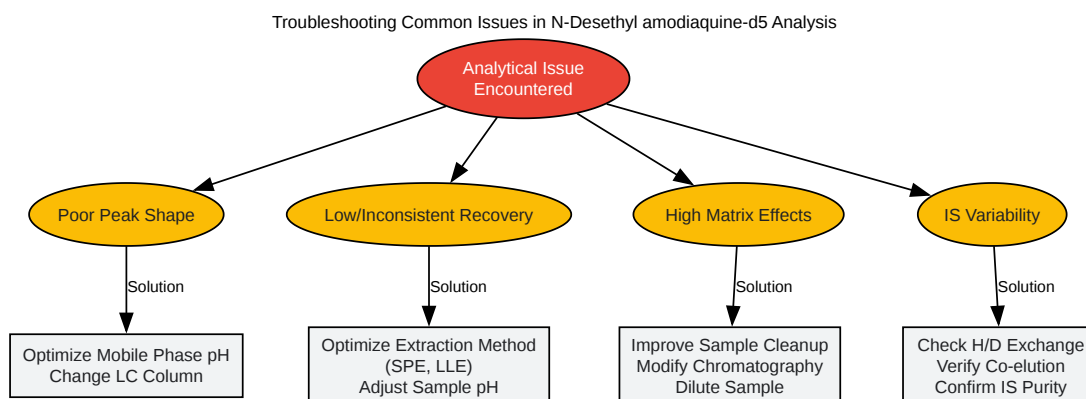 Troubleshooting Common Issues in N-Desethyl amodiaquine-d5 Analysis
Analytical Issue
Encountered
Poor Peak Shape
Low/Inconsistent Recovery
High Matrix Effects
IS Variability
Solution
Solution
Solution
Solution
Optimize Mobile Phase pH
Change LC Column
Optimize Extraction Method
(SPE, LLE)
Adjust Sample pH
Improve Sample Cleanup
Modify Chromatography
Dilute Sample
Check H/D Exchange
Verify Co-elution
Confirm IS Purity